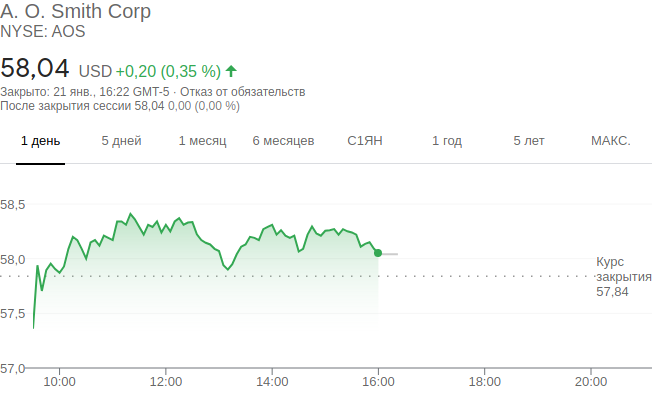 A. O. Smith Corp
NYSE: AOS
58,04 USD +0,20 (0,35 %)
Закрыто: 21 янв., 16:22 GMT-5 · Отказ от обязательств
После закрытия сессии 58,04 0,00 (0,00 %)
1 день 5 дней 1 месяц 6 месяцев С1ЯН 1 год 5 лет МАКС.
58,5
58,0
Курс
закрытия
57,84
57,5
57,0
10:00 12:00 14:00 16:00 18:00 20:00